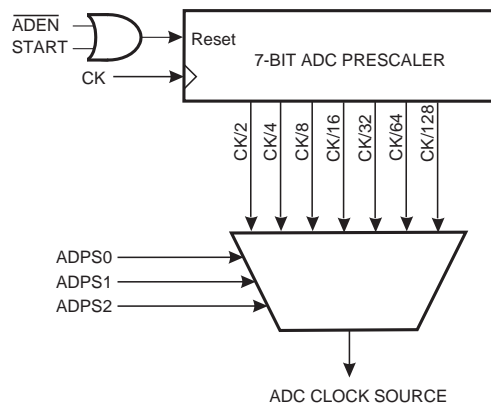 ADEN
START
CK
Reset
7-BIT ADC PRESCALER
CK/2
CK/4
CK/8
CK/16
CK/32
CK/64
CK/128
ADPS0
ADPS1
ADPS2
ADC CLOCK SOURCE